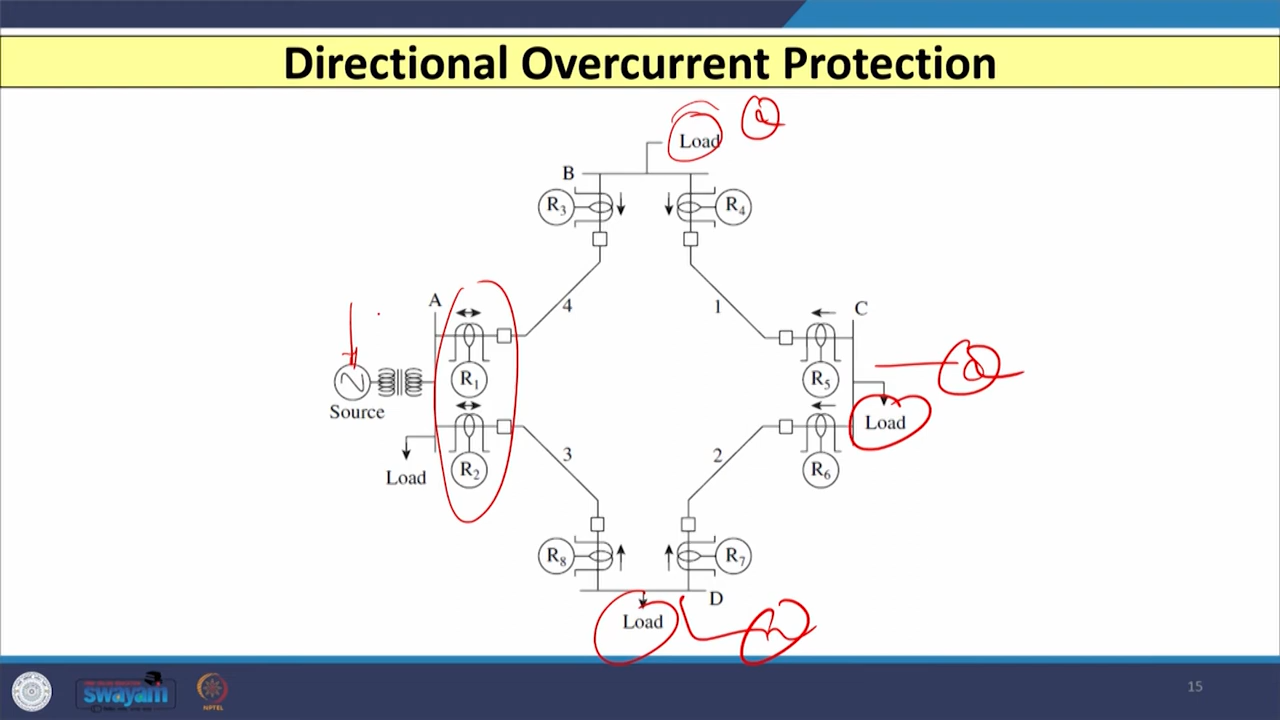 Directional Overcurrent Protection
Load
B
R3
R4
A
4
1
C
R1
R5
Source
Load
R2
3
2
R6
Load
R8
R7
D
Load
15
swayam
NPTEL